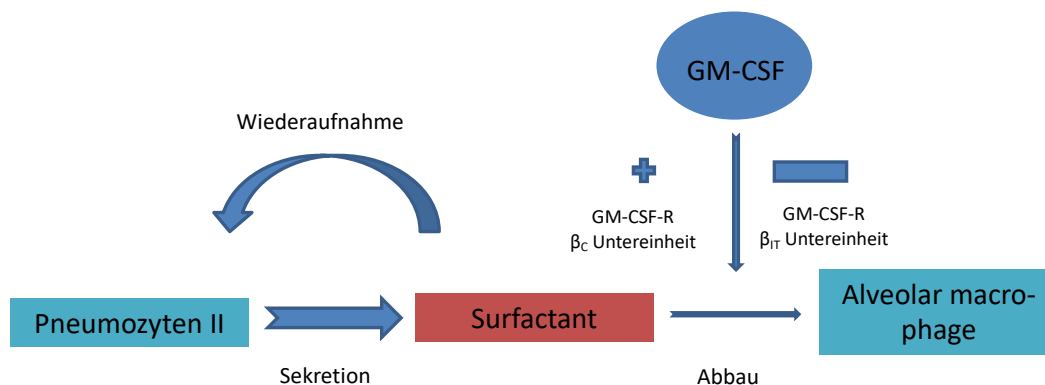 GM-CSF
Wiederaufnahme
GM-CSF-R
βC Untereinheit
GM-CSF-R
βIT Untereinheit
Pneumozyten II
Surfactant
Alveolar macro-
phage
Sekretion
Abbau